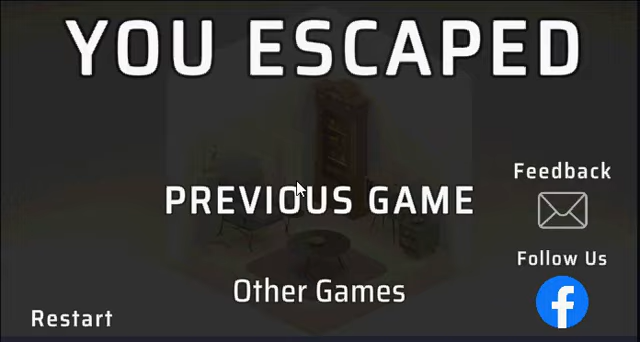 YOU ESCAPED
PREVIOUS GAME
Feedback
Follow Us
Other Games
Restart